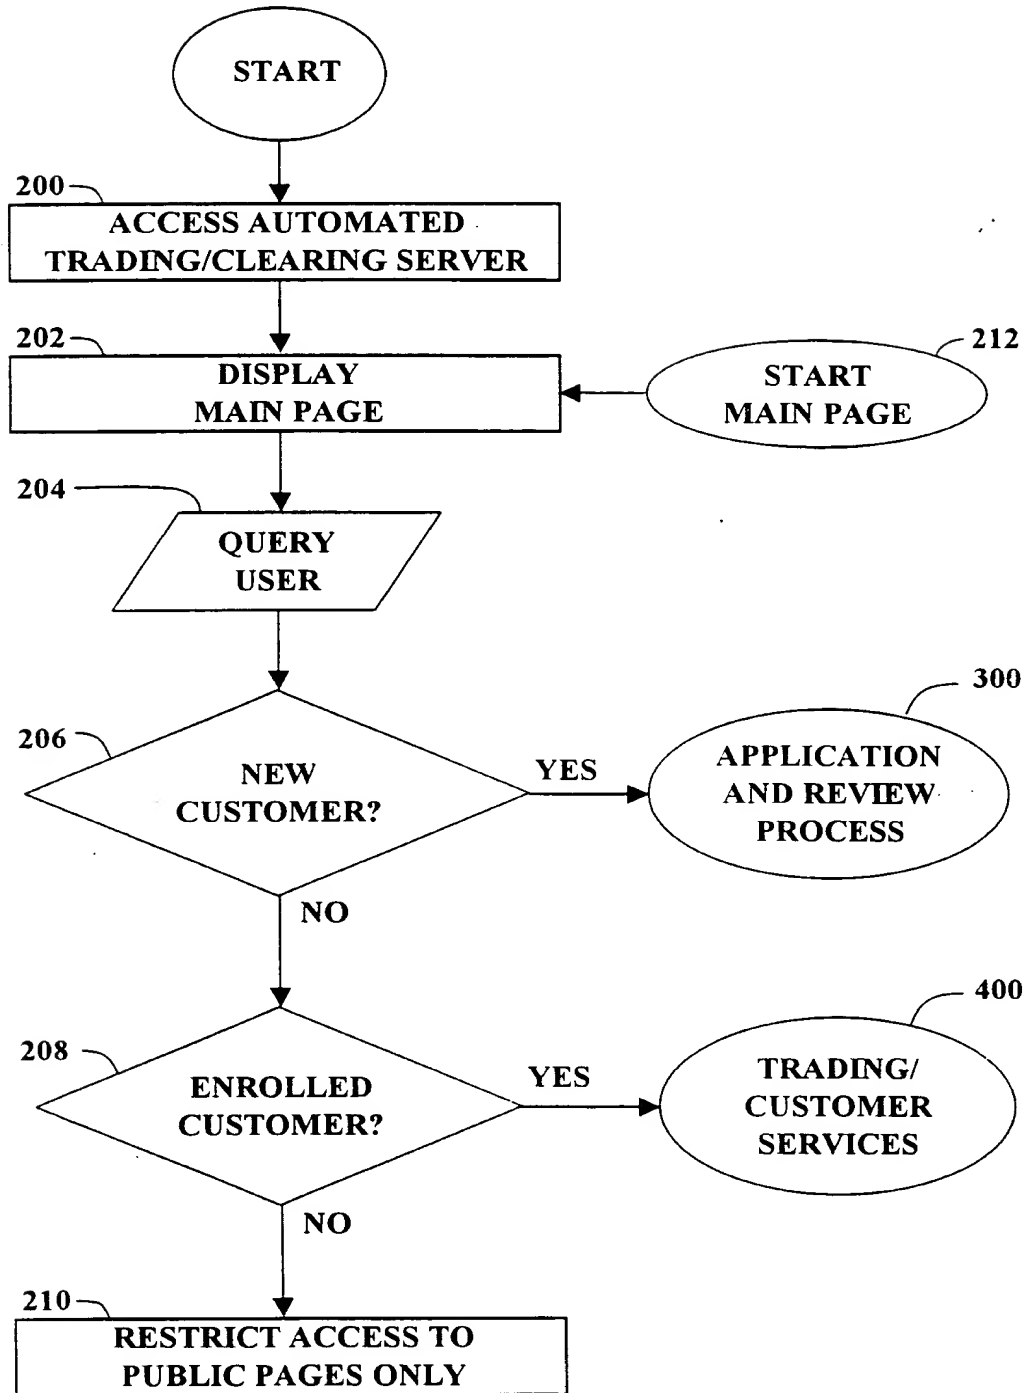 START
200
ACCESS AUTOMATED
TRADING/CLEARING SERVER
202
DISPLAY
MAIN PAGE
212
START
MAIN PAGE
204
QUERY
USER
206
NEW
CUSTOMER?
YES
300
APPLICATION
AND REVIEW
PROCESS
NO
208
ENROLLED
CUSTOMER?
YES
400
TRADING/
CUSTOMER
SERVICES
NO
210
RESTRICT ACCESS TO
PUBLIC PAGES ONLY